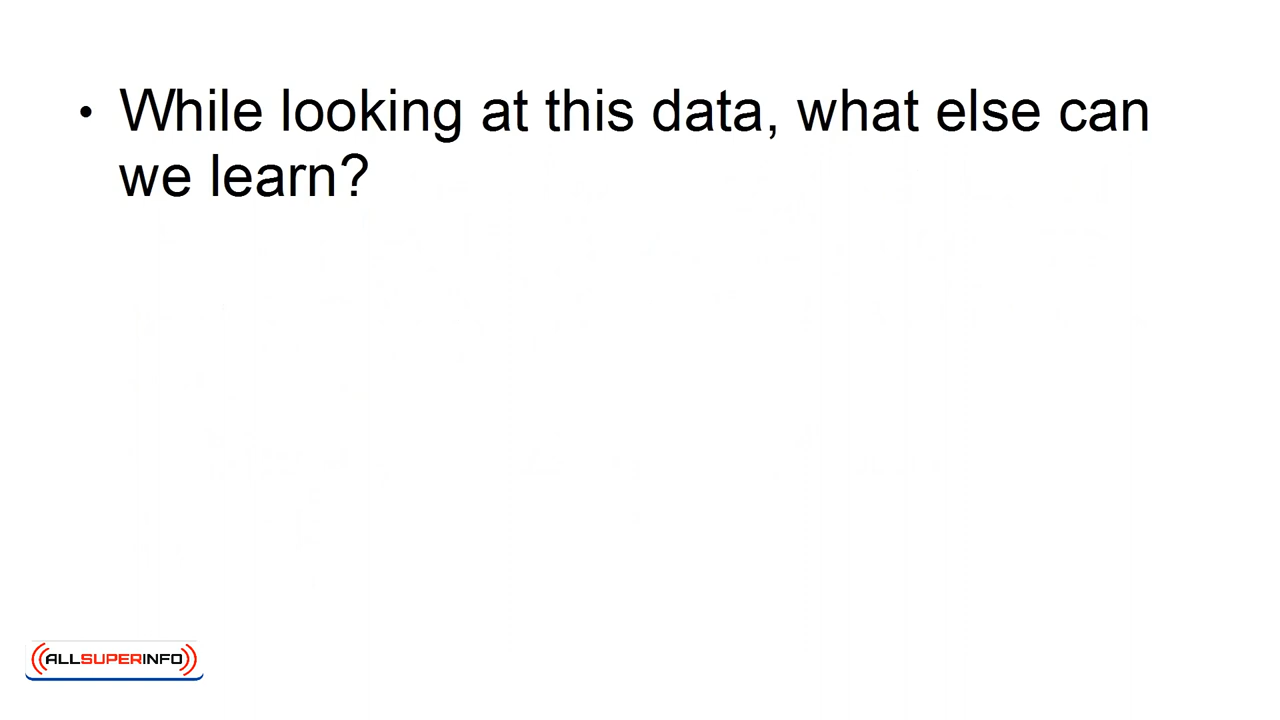 • While looking at this data, what else can
we learn?
ALLSUPERINFO